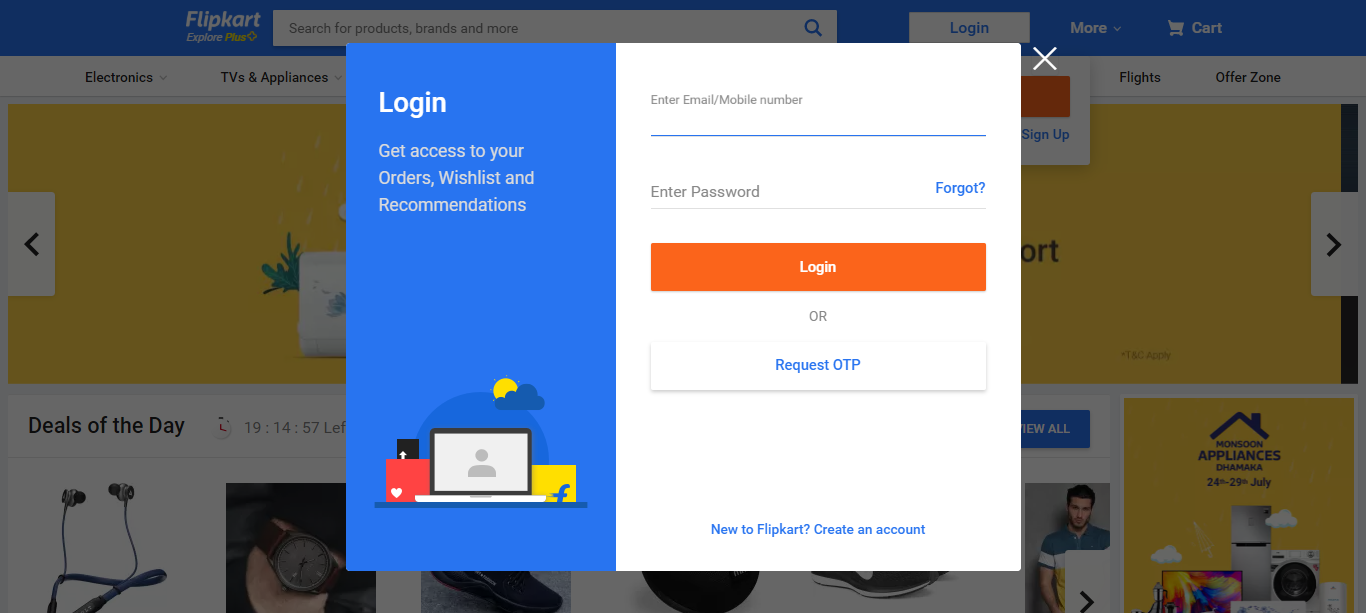 Flipkart
Explore Plus
Search for products, brands and more
Login
More
Cart
Electronics
TVs & Appliances
Flights
Offer Zone
Sign Up
Login
Get access to your
Orders, Wishlist and
Recommendations
Enter Email/Mobile number
Enter Password
Forgot?
Login
OR
Request OTP
New to Flipkart? Create an account
*T&C Apply
Deals of the Day
19 : 14 : 57
ALL
MONSOON
APPLIANCES
DHAMAKA
24th-29th July